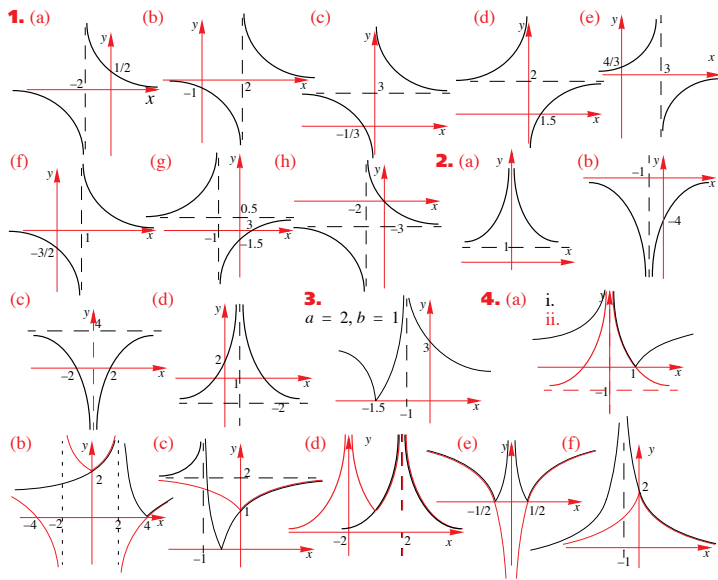 1. (a) (b) (c) (d) (e)
y 1/2 −2 x
y −1 2 x
y 3 −1/3 x
y 2 1.5 x
y 4/3 3 x
(f) (g) (h) 2. (a) (b)
y −3/2 1 x
y 0.5 −1 3 −1.5 x
y −2 −3 x
y 1 x
−1 y x −4
(c) (d) 3. 4. (a) i.
ii.
a = 2, b = 1
y 4 −2 2 x
y 2 1 −2 x
y 3 −1.5 −1 x
y 1 −1 x
(b) (c) (d) (e) (f)
y 2 −4 −2 2 4 x
y 2 1 −1 x
y −2 2 x
y −1/2 1/2 x
y 2 −1 x